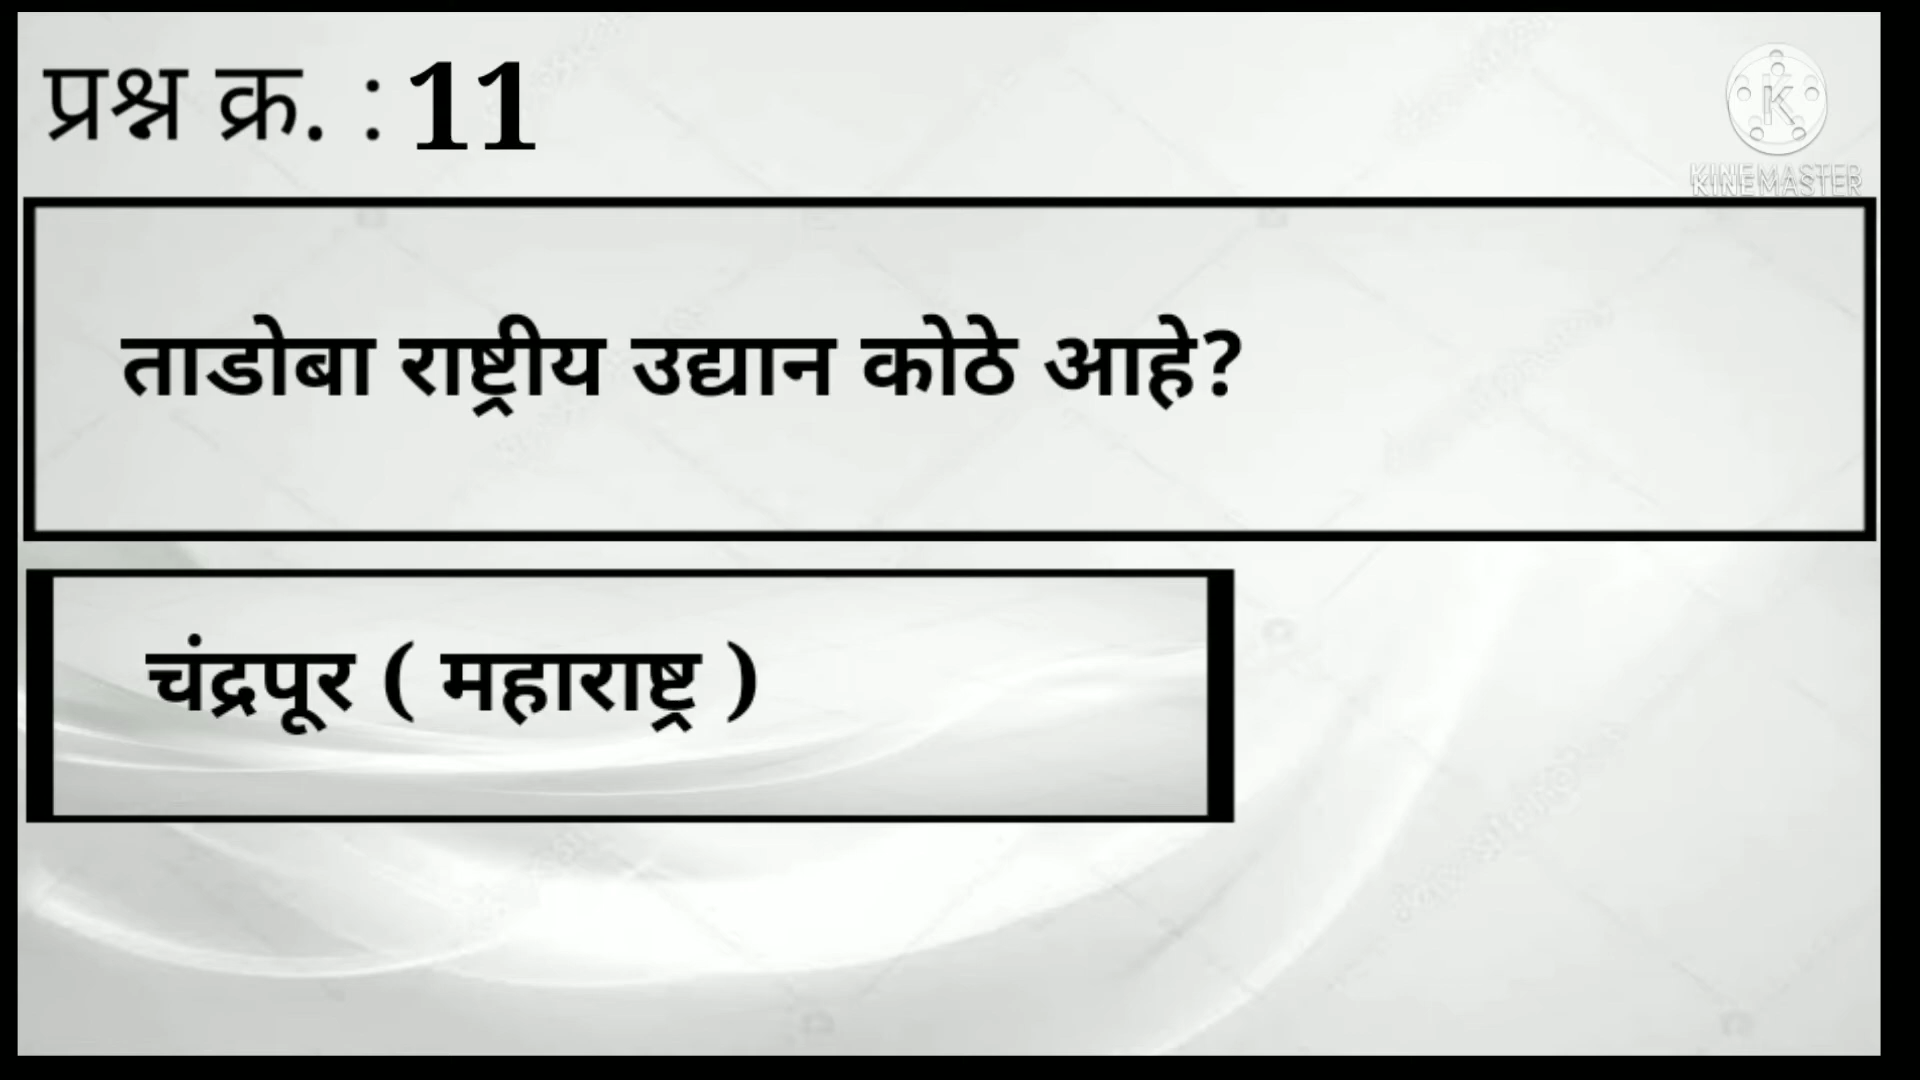 प्रश्न क्र. : 11
KINEMASTER
ताडोबा राष्ट्रीय उद्यान कोठे आहे?
चंद्रपूर ( महाराष्ट्र )